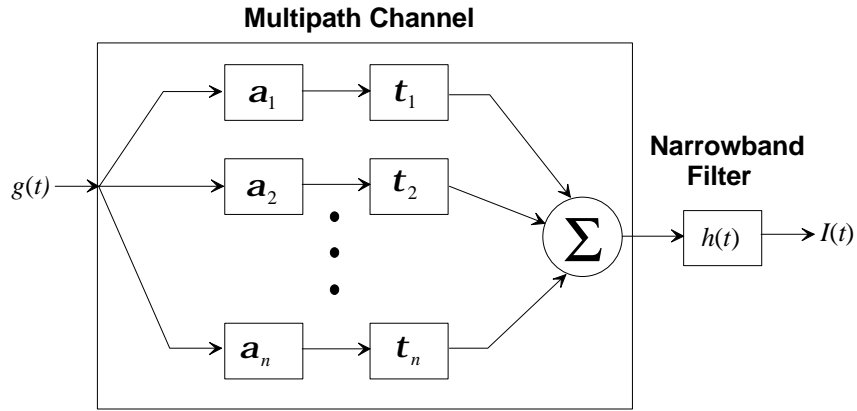 Multipath Channel
a₁ t₁
Narrowband
Filter
g(t) a₂ t₂
Σ h(t) I(t)
aₙ tₙ